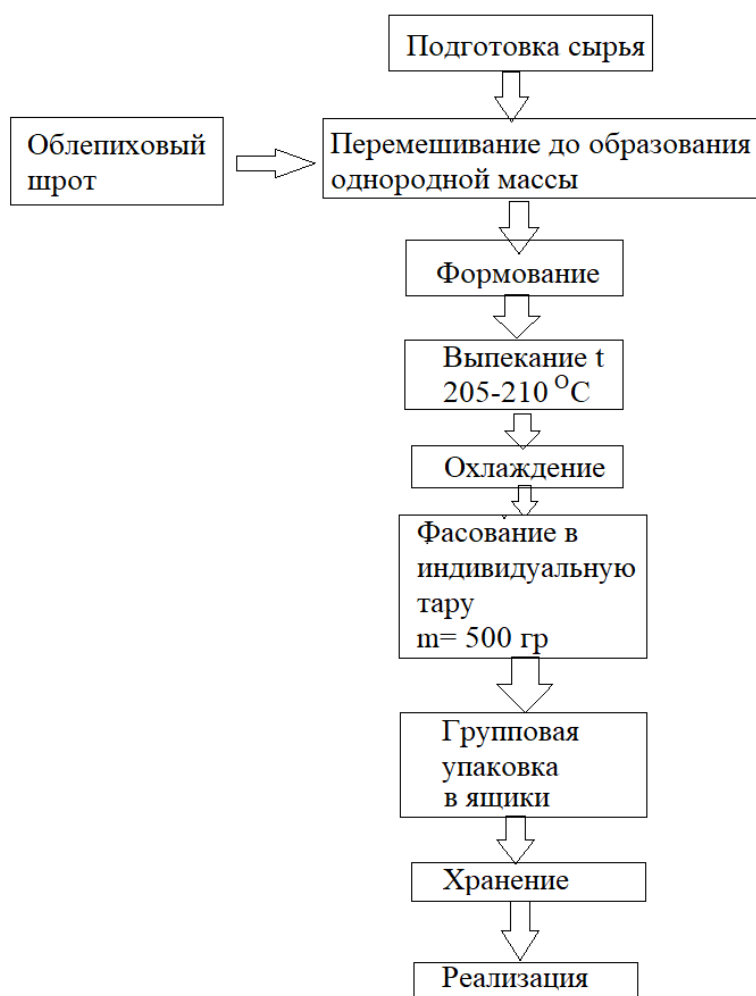 Подготовка сырья
Облепиховый
шрот
Перемешивание до образования
однородной массы
Формование
Выпекание t
205-210 ᴼС
Охлаждение
Фасование в
индивидуальную
тару
m= 500 гр
Групповая
упаковка
в ящики
Хранение
Реализация